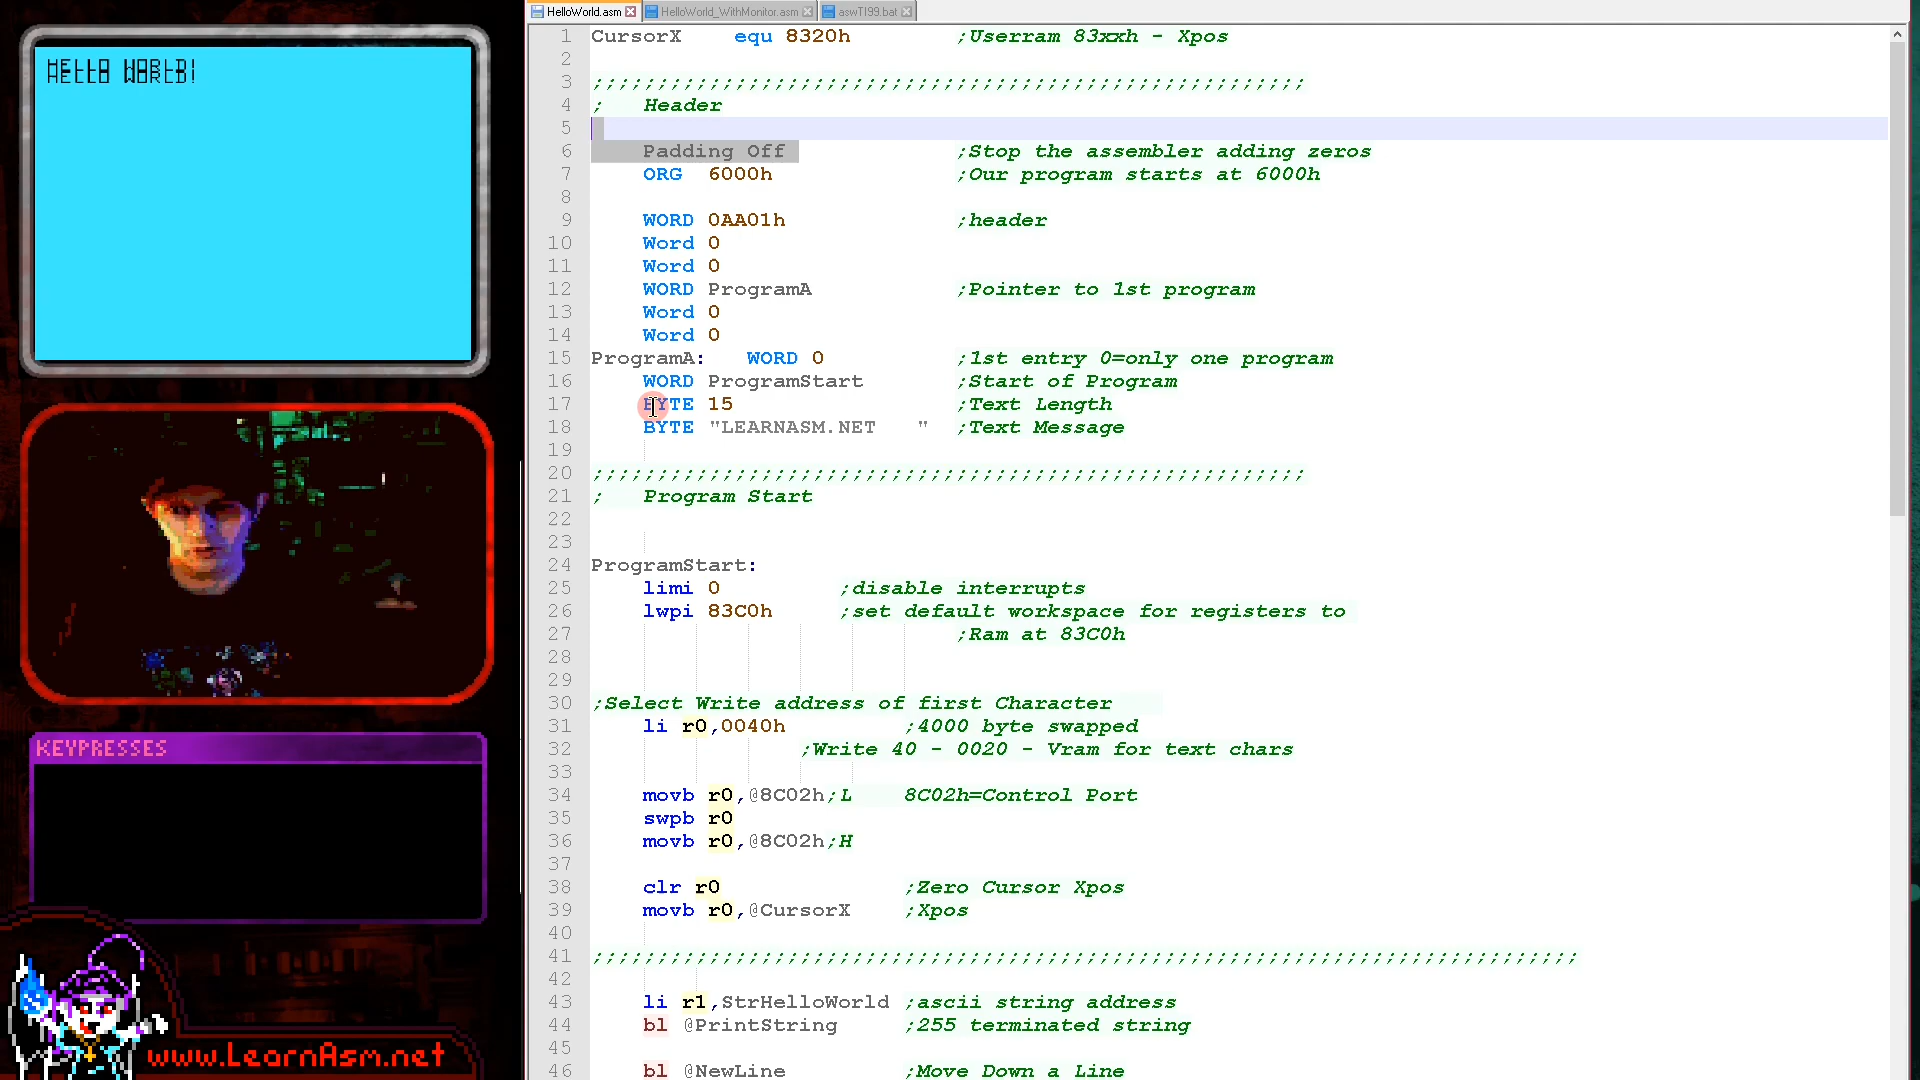 HelloWorld.asm HelloWorld_WithMonitor.asm aswTI99.bat
HELLO WORLD!
1 CursorX equ 8320h ;Userram 83xxh - Xpos
2
3 ;;;;;;;;;;;;;;;;;;;;;;;;;;;;;;;;;;;;;;;;;;;;;;;;;;;;;;;
4 ; Header
5
6 Padding Off ;Stop the assembler adding zeros
7 ORG 6000h ;Our program starts at 6000h
8
9 WORD 0AA01h ;header
10 Word 0
11 Word 0
12 WORD ProgramA ;Pointer to 1st program
13 Word 0
14 Word 0
15 ProgramA: WORD 0 ;1st entry 0=only one program
16 WORD ProgramStart ;Start of Program
17 BYTE 15 ;Text Length
18 BYTE "LEARNASM.NET   " ;Text Message
19
20 ;;;;;;;;;;;;;;;;;;;;;;;;;;;;;;;;;;;;;;;;;;;;;;;;;;;;;;;
21 ; Program Start
22
23
24 ProgramStart:
25 limi 0 ;disable interrupts
26 lwpi 83C0h ;set default workspace for registers to
27 ;Ram at 83C0h
28
29
30 ;Select Write address of first Character
31 li r0,0040h ;4000 byte swapped
32 ;Write 40 - 0020 - Vram for text chars
33
34 movb r0,@8C02h;L 8C02h=Control Port
35 swpb r0
36 movb r0,@8C02h;H
37
38 clr r0 ;Zero Cursor Xpos
39 movb r0,@CursorX ;Xpos
40
41 ;;;;;;;;;;;;;;;;;;;;;;;;;;;;;;;;;;;;;;;;;;;;;;;;;;;;;;;;;;;;;;;;;;;;;;;;;;;;
42
43 li r1,StrHelloWorld ;ascii string address
44 bl @PrintString ;255 terminated string
45
46 bl @NewLine ;Move Down a Line
KEYPRESSES
www.LearnAsm.net